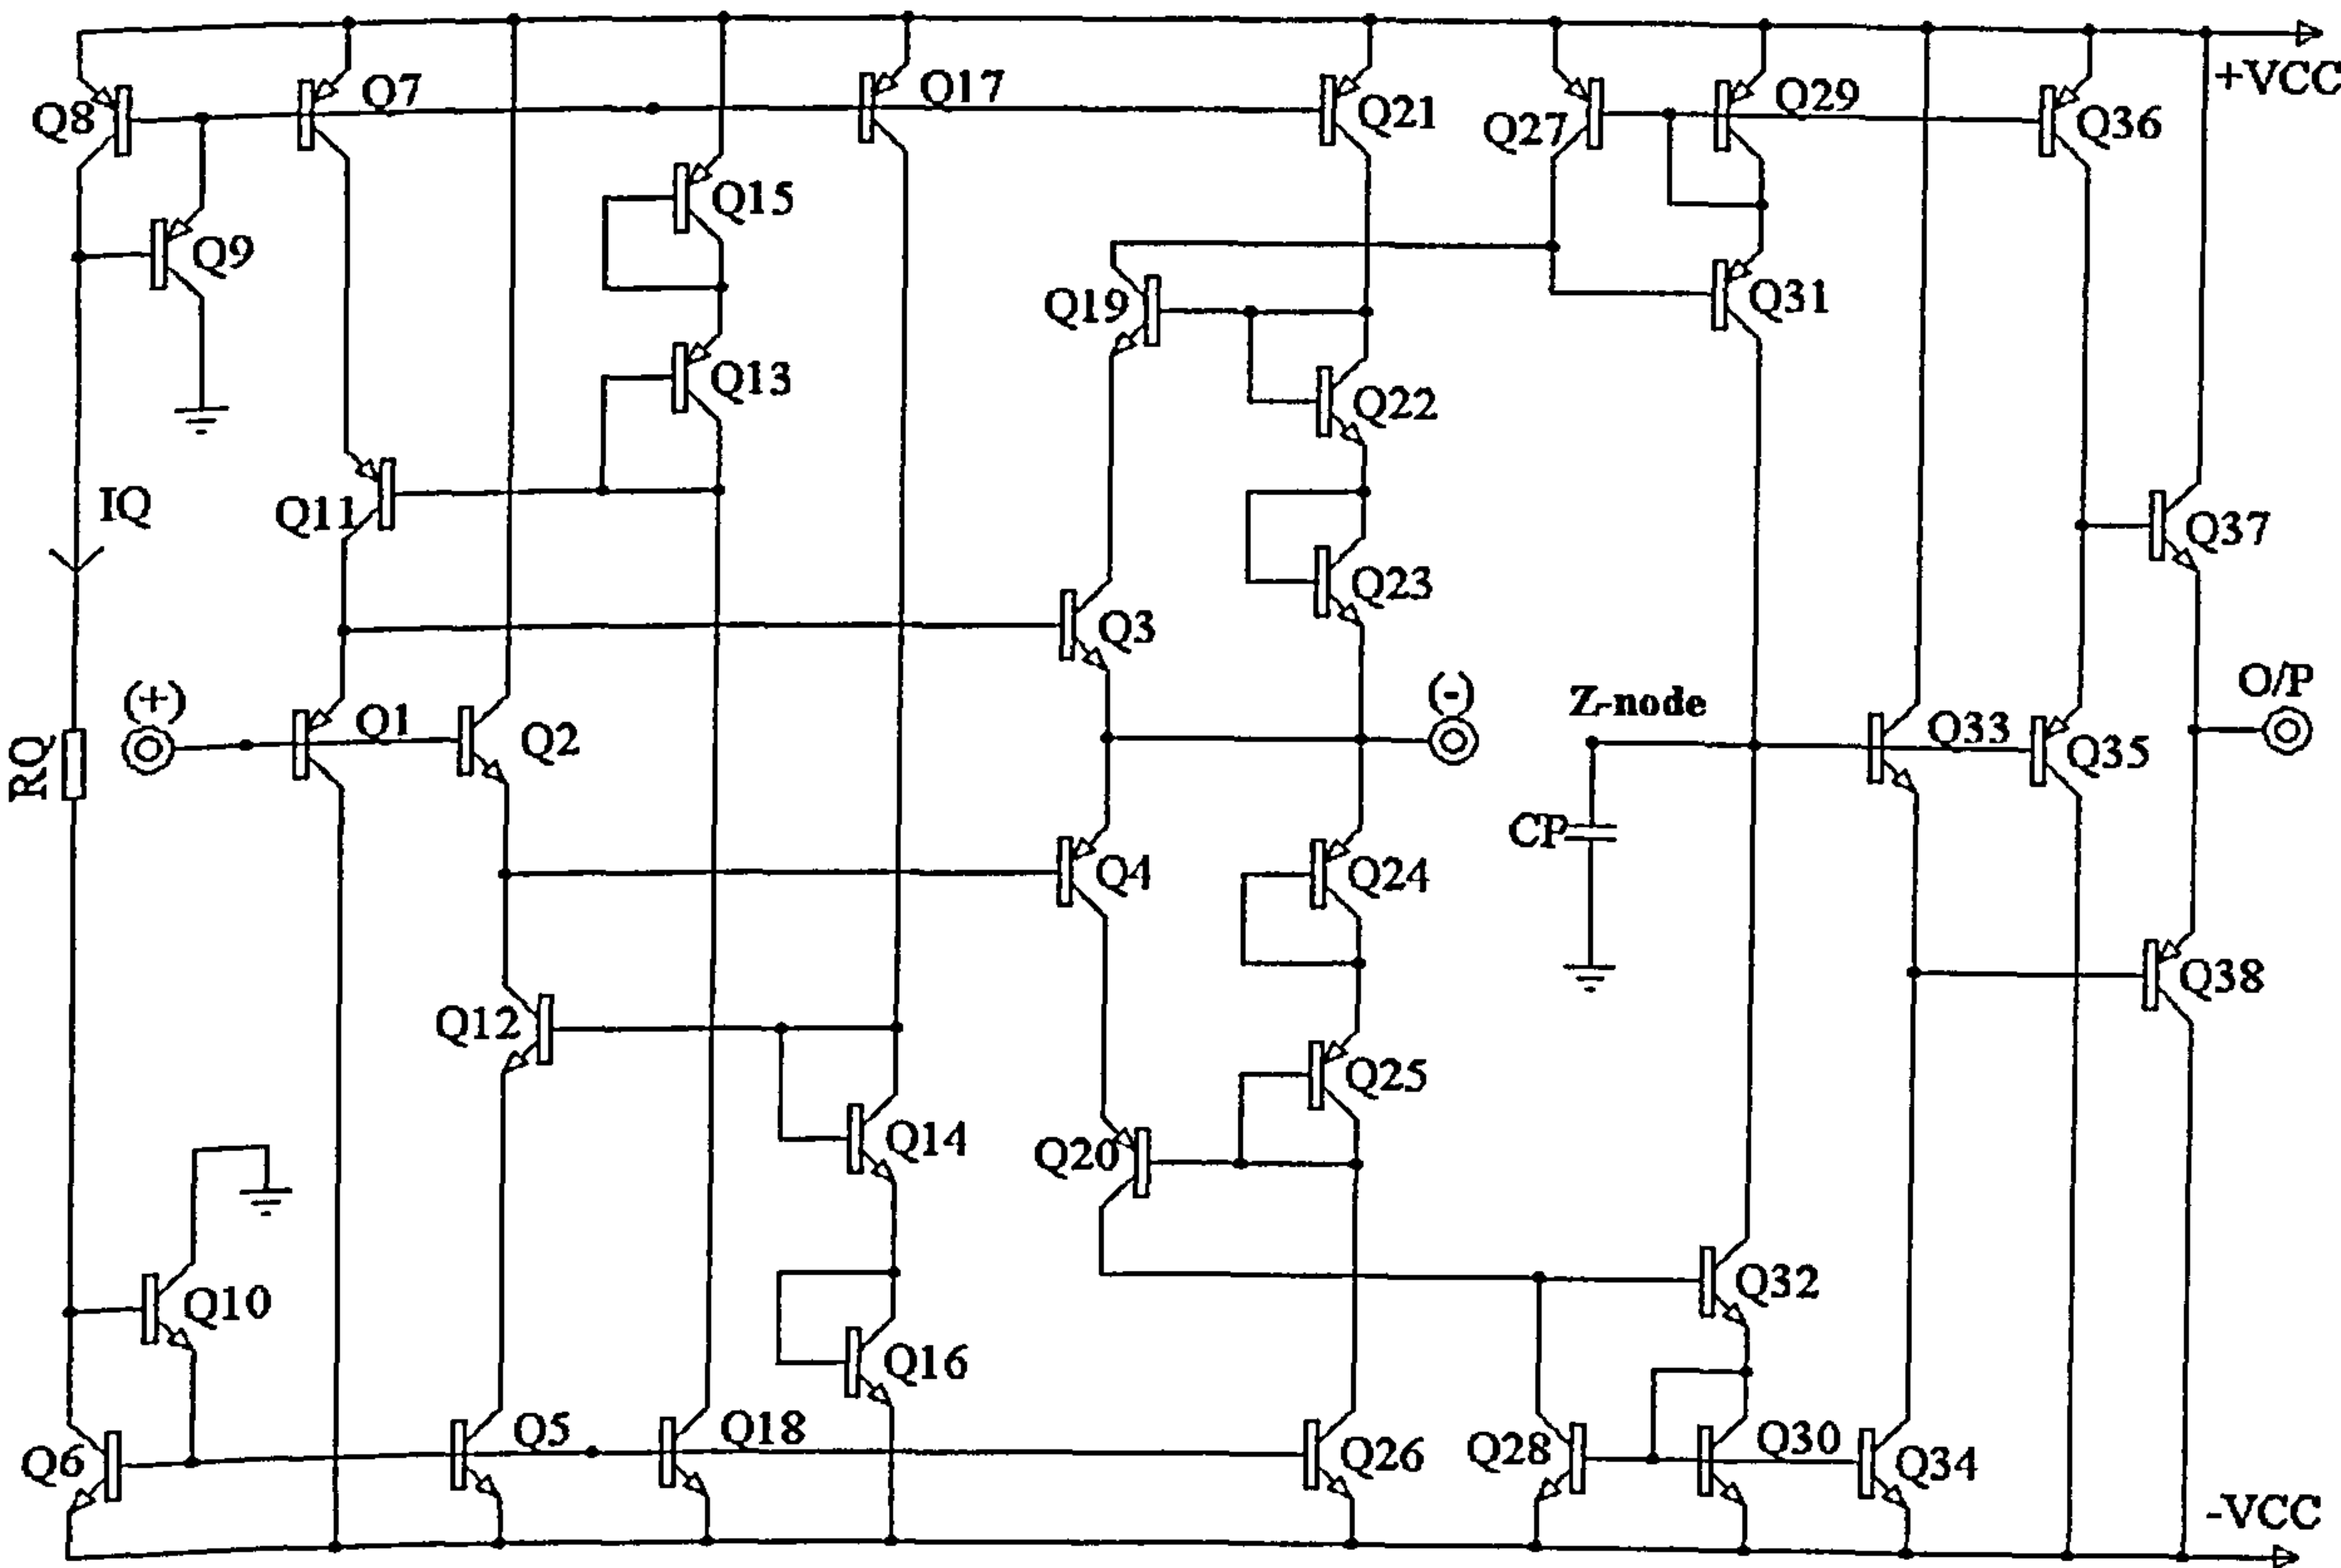 +VCC
Q8
Q7
Q17
Q21
Q27
Q29
Q36
Q9
Q15
Q19
Q31
Q13
Q22
IQ
Q11
Q37
Q23
Q3
(+)
(-)
O/P
Z-node
RQ
Q1
Q2
Q33
Q35
CP
Q4
Q24
Q38
Q12
Q25
Q14
Q20
Q10
Q32
Q16
Q6
Q5
Q18
Q26
Q28
Q30
Q34
-VCC